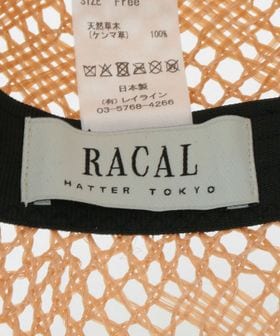 SIZE Free
天然草木
(ケンマ草) 100%
日本製
(有)レイライン
03-5768-4266
RACAL
HATTER TOKYO